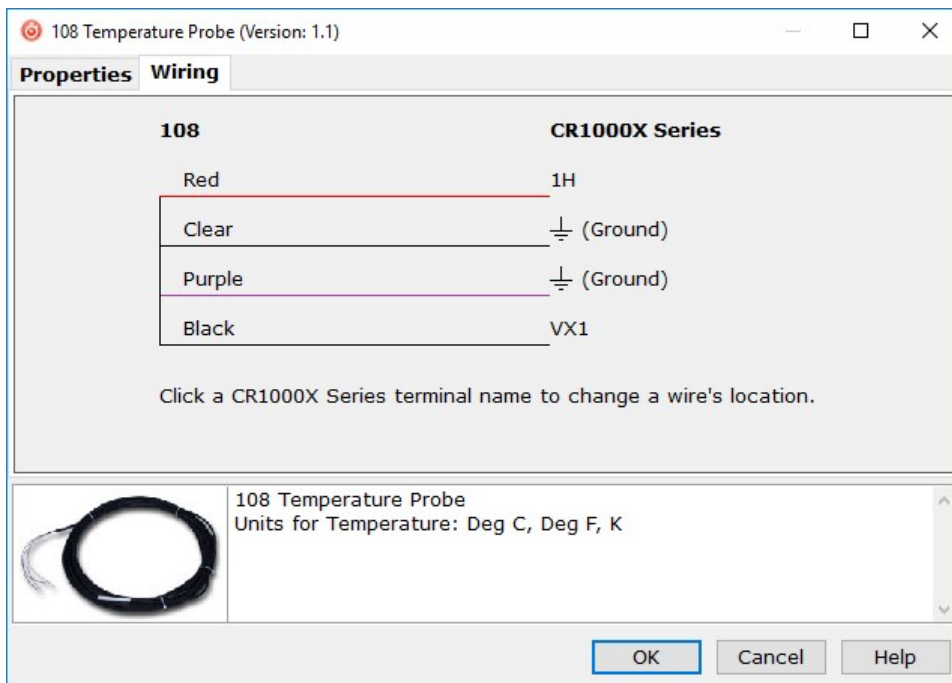 108 Temperature Probe (Version: 1.1)
Properties Wiring
108 CR1000X Series
Red 1H
Clear ⏚ (Ground)
Purple ⏚ (Ground)
Black VX1
Click a CR1000X Series terminal name to change a wire's location.
108 Temperature Probe
Units for Temperature: Deg C, Deg F, K
OK Cancel Help